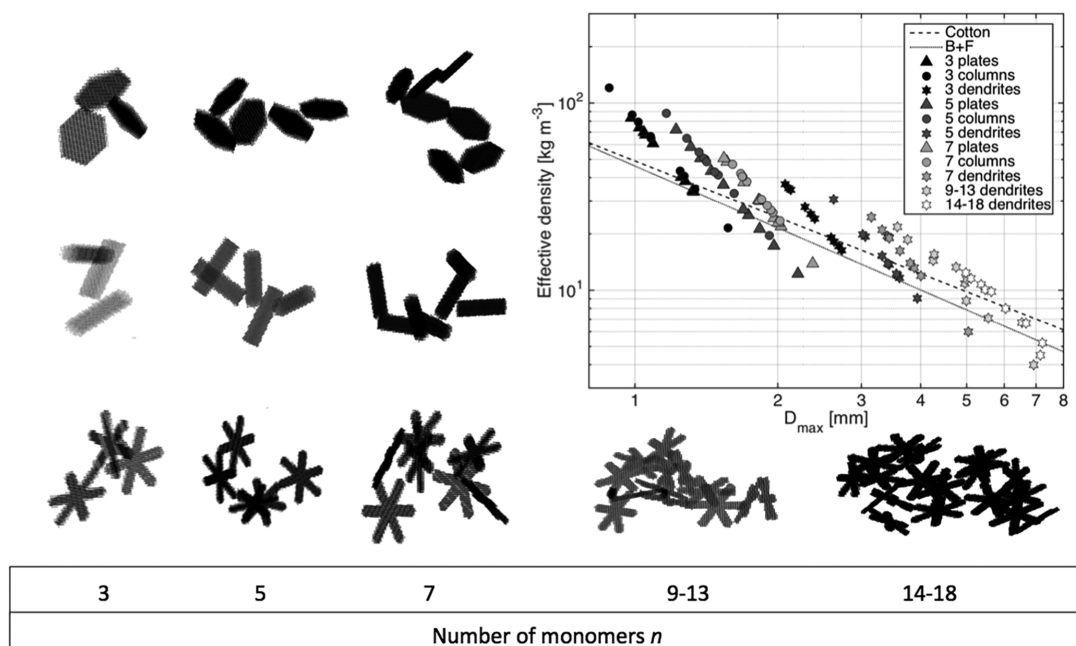 Effective density [kg m⁻³]
10²
10¹
Cotton
B+F
3 plates
3 columns
3 dendrites
5 plates
5 columns
5 dendrites
7 plates
7 columns
7 dendrites
9-13 dendrites
14-18 dendrites
1 2 3 4 5 6 7 8
D_max [mm]
3 5 7 9-13 14-18
Number of monomers n